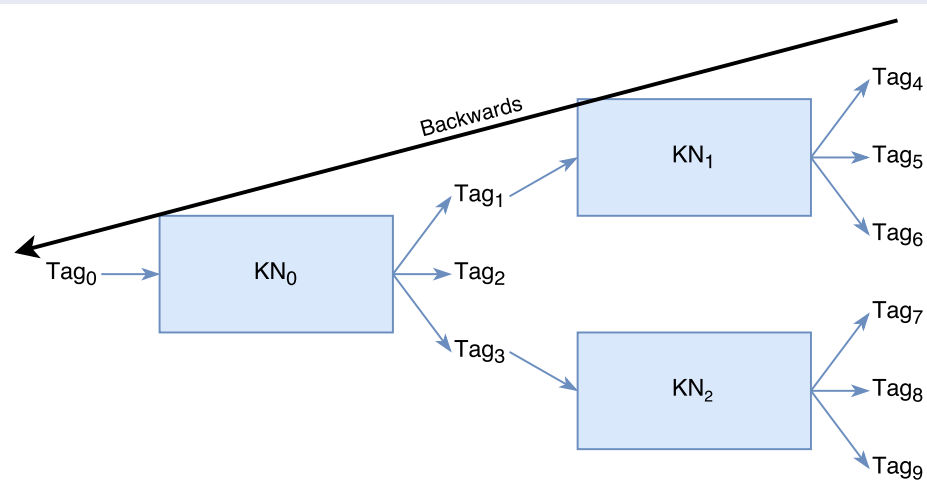 Tag₄
Backwards
KN₁
Tag₅
Tag₁
Tag₆
Tag₀
KN₀
Tag₂
Tag₇
Tag₃
KN₂
Tag₈
Tag₉